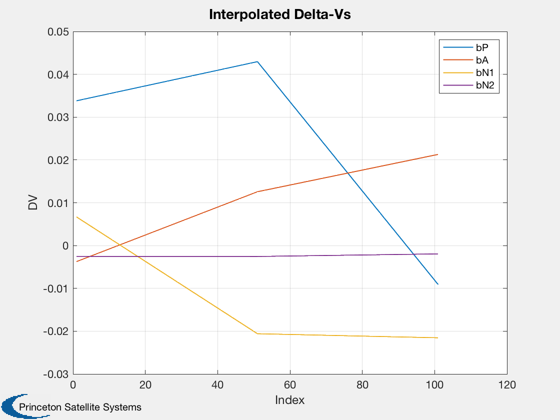 Interpolated Delta-Vs
0.05
0.04
0.03
0.02
0.01
0
-0.01
-0.02
-0.03
DV
bP
bA
bN1
bN2
0 20 40 60 80 100 120
Index
Princeton Satellite Systems